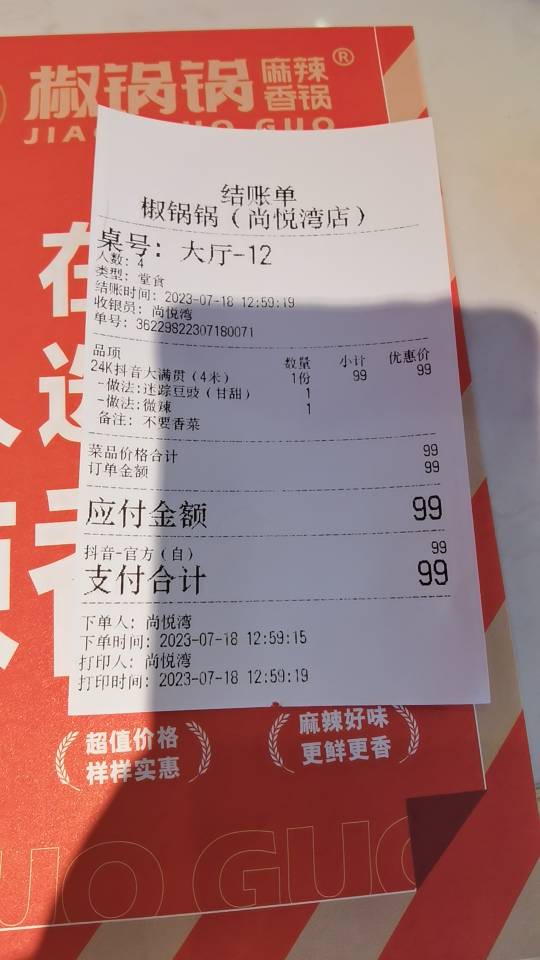 椒锅锅 麻辣香锅®
JIAO GUO GUO
结账单
椒锅锅（尚悦湾店）
桌号: 大厅-12
人数: 4
类型: 堂食
结账时间: 2023-07-18 12:59:19
收银员: 尚悦湾
单号: 36229822307180071
品项 数量 小计 优惠价
24K抖音大满贯（4米） 1份 99 99
-做法:迷踪豆豉（甘甜） 1
-做法:微辣 1
备注: 不要香菜
菜品价格合计 99
订单金额 99
应付金额 99
抖音-官方（自） 99
支付合计 99
下单人: 尚悦湾
下单时间: 2023-07-18 12:59:15
打印人: 尚悦湾
打印时间: 2023-07-18 12:59:19
超值价格
样样实惠
麻辣好味
更鲜更香
GUO GUO